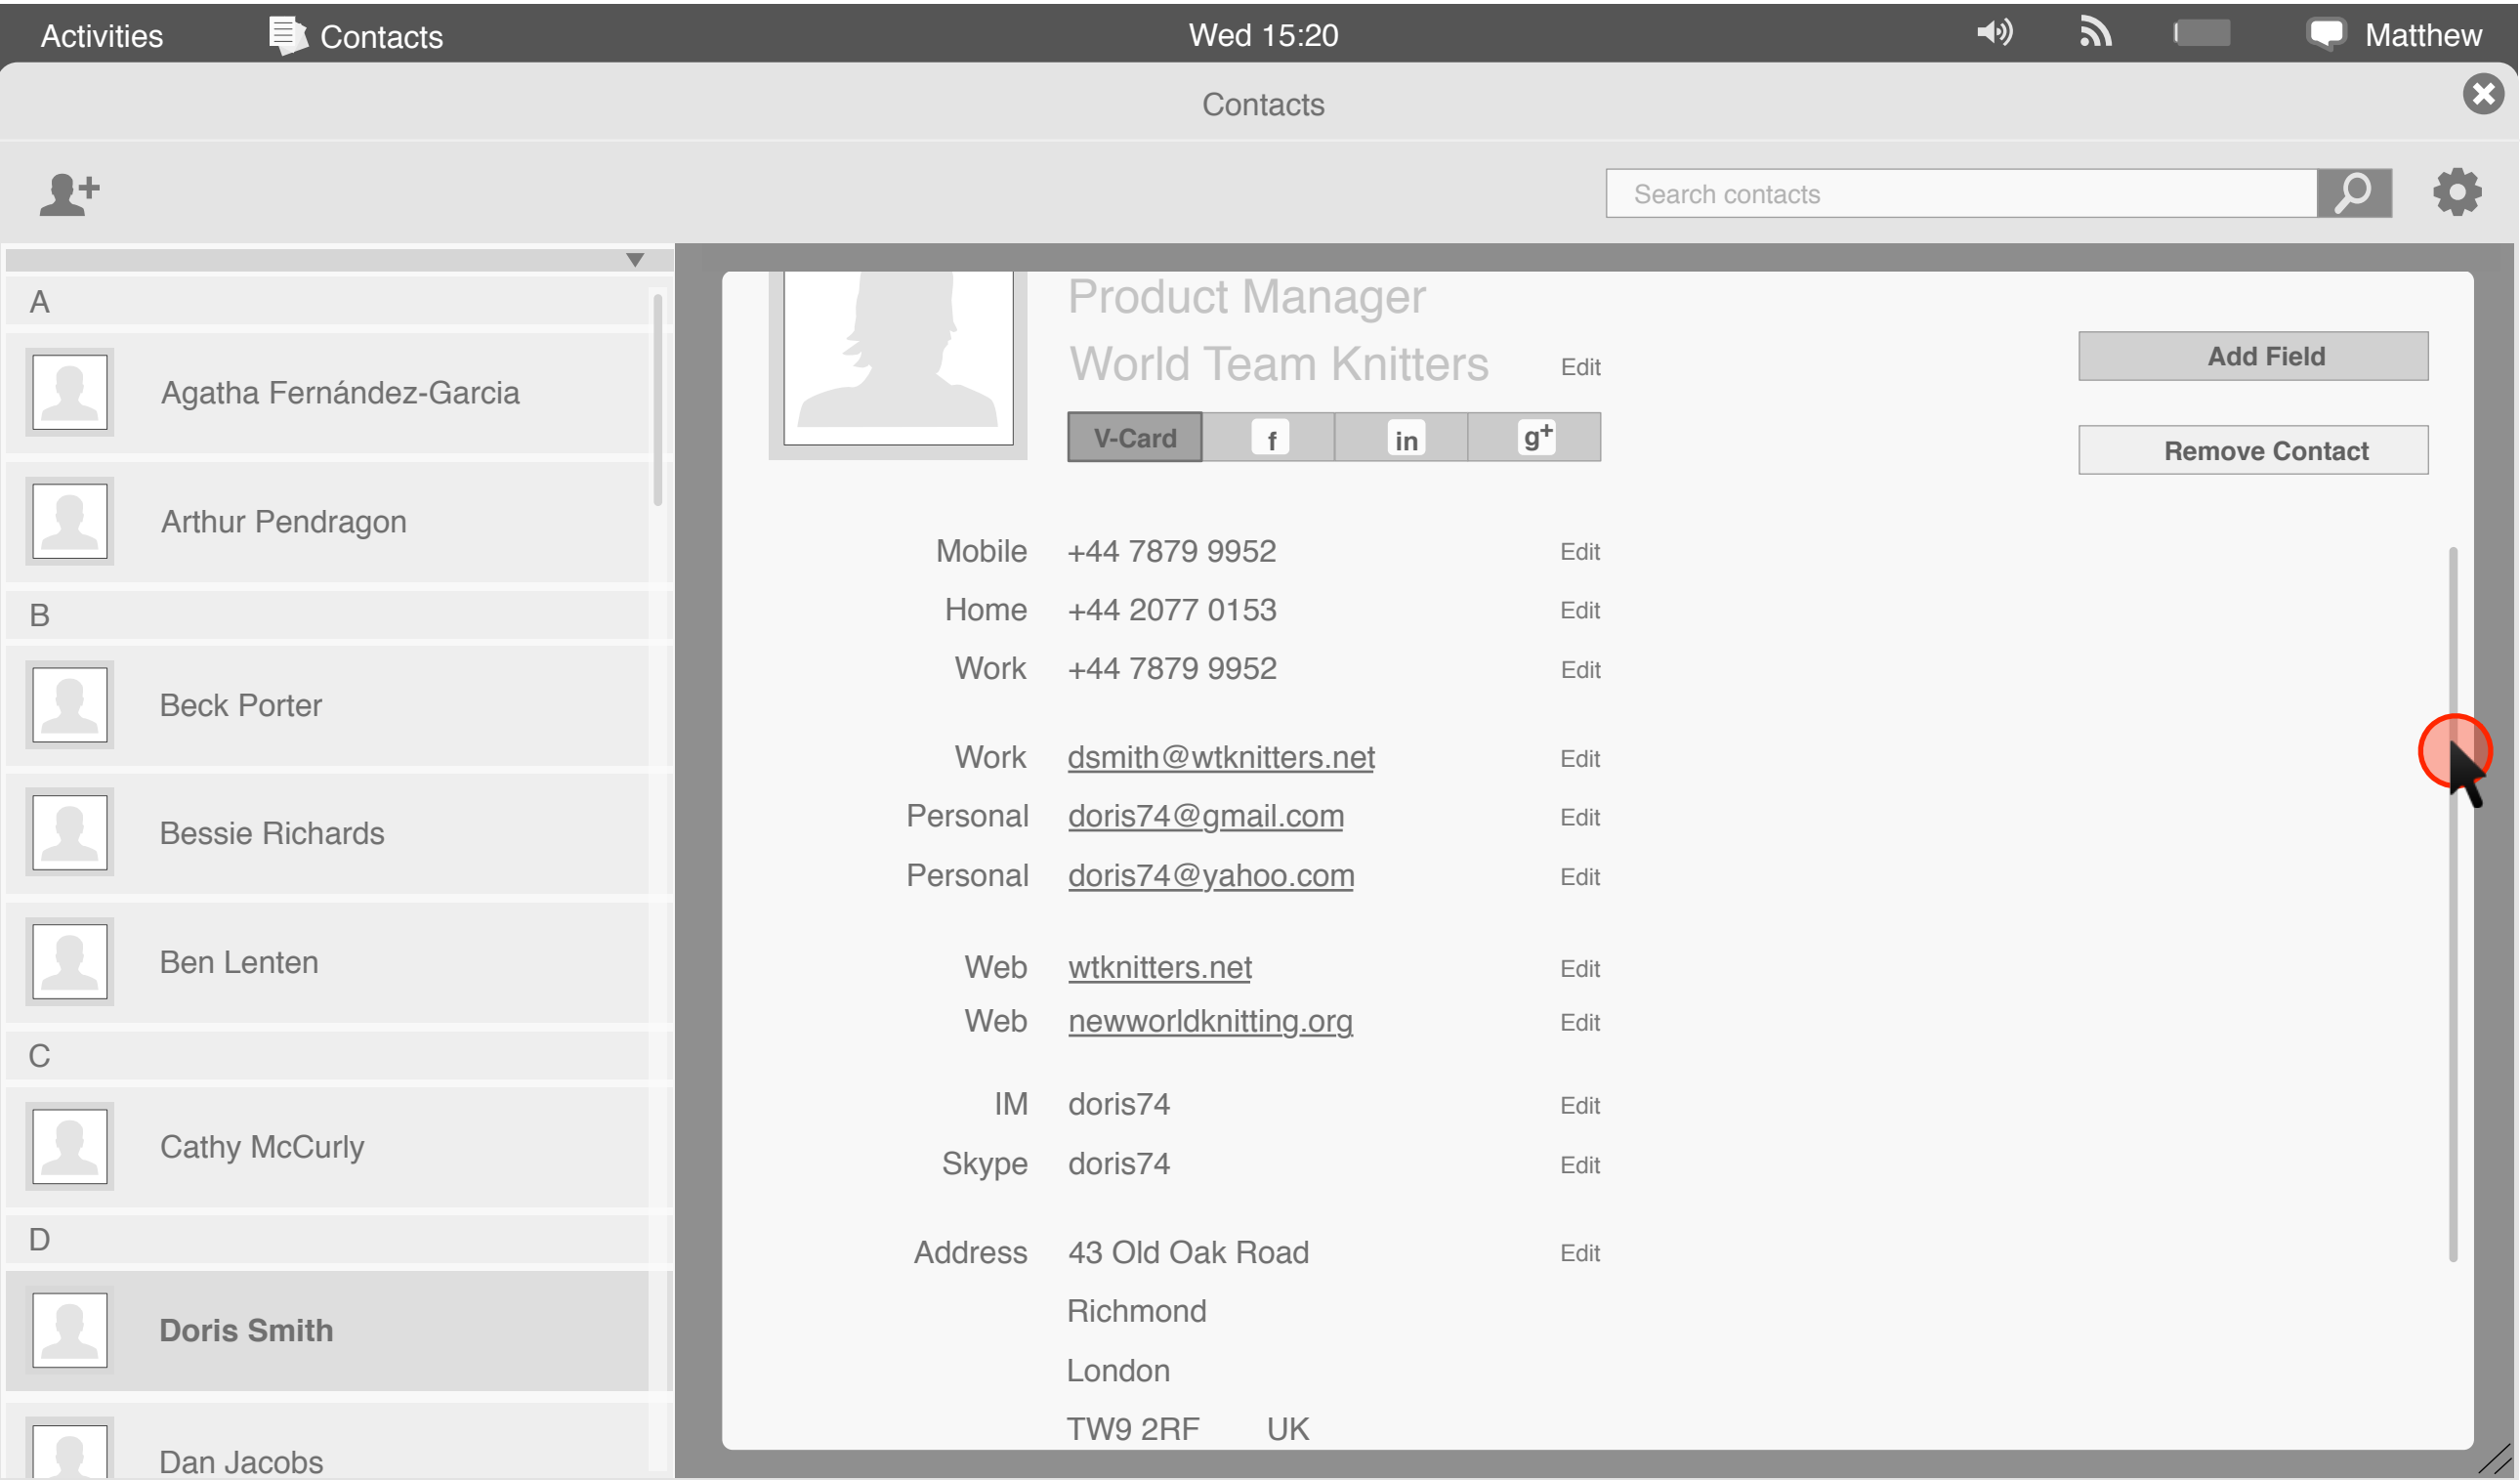 Activities
Contacts
Wed 15:20
Matthew
Contacts
Search contacts
A
Agatha Fernández-Garcia
Arthur Pendragon
B
Beck Porter
Bessie Richards
Ben Lenten
C
Cathy McCurly
D
Doris Smith
Dan Jacobs
Product Manager
World Team Knitters Edit
V-Card f in g+
Add Field
Remove Contact
Mobile +44 7879 9952 Edit
Home +44 2077 0153 Edit
Work +44 7879 9952 Edit
Work dsmith@wtknitters.net Edit
Personal doris74@gmail.com Edit
Personal doris74@yahoo.com Edit
Web wtknitters.net Edit
Web newworldknitting.org Edit
IM doris74 Edit
Skype doris74 Edit
Address 43 Old Oak Road Edit
Richmond
London
TW9 2RF UK